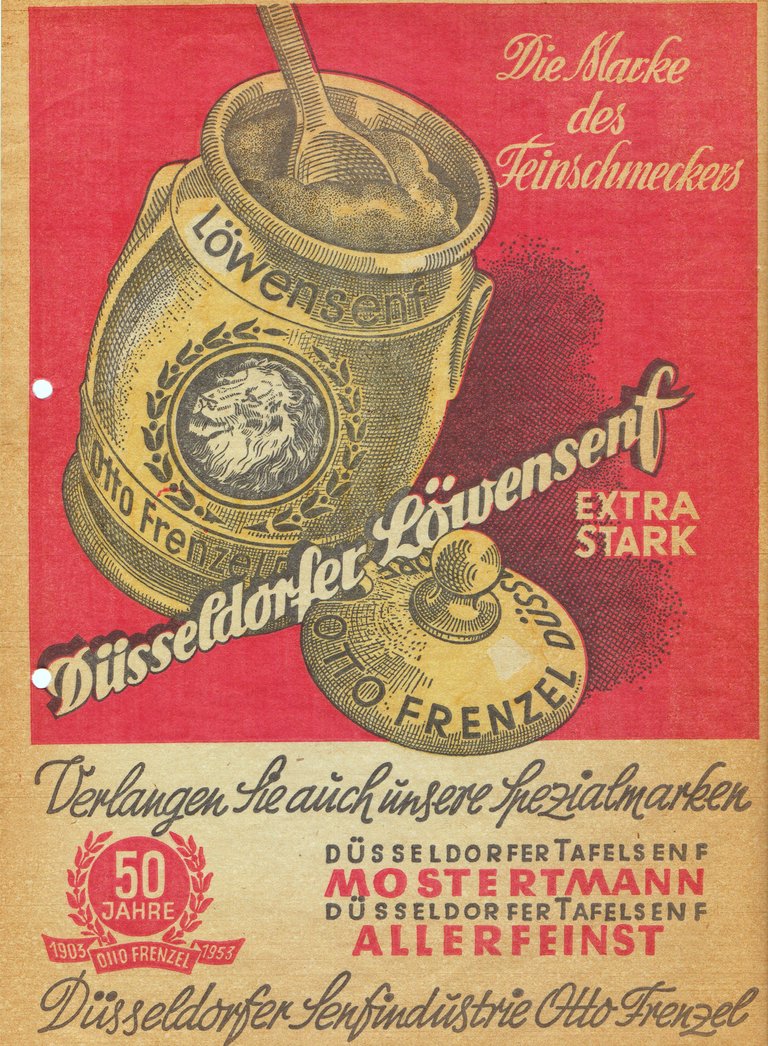 Die Marke
des
Feinschmeckers
Löwensenf
Otto Frenzel
Düsseldorfer Löwensenf
EXTRA
STARK
OTTO FRENZEL DÜSS
Verlangen Sie auch unsere Spezialmarken
50
JAHRE
1903 OTTO FRENZEL 1953
DÜSSELDORFER TAFELSENF
MOSTERTMANN
DÜSSELDORFER TAFELSENF
ALLERFEINST
Düsseldorfer Senfindustrie Otto Frenzel